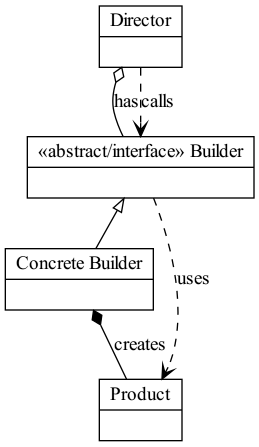 Director
has calls
«abstract/interface» Builder
Concrete Builder
uses
creates
Product